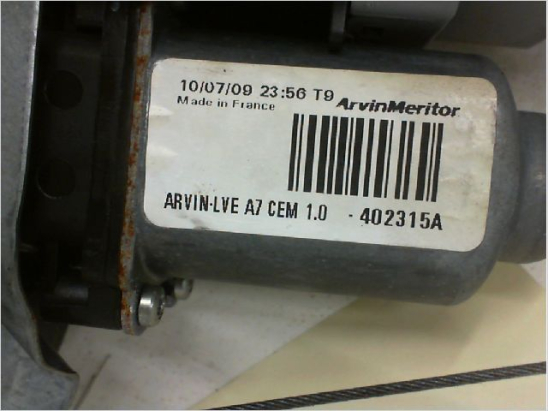 10/07/09 23:56 T9
Made in France
ArvinMeritor
ARVIN-LVE A7 CEM 1.0 - 402315A